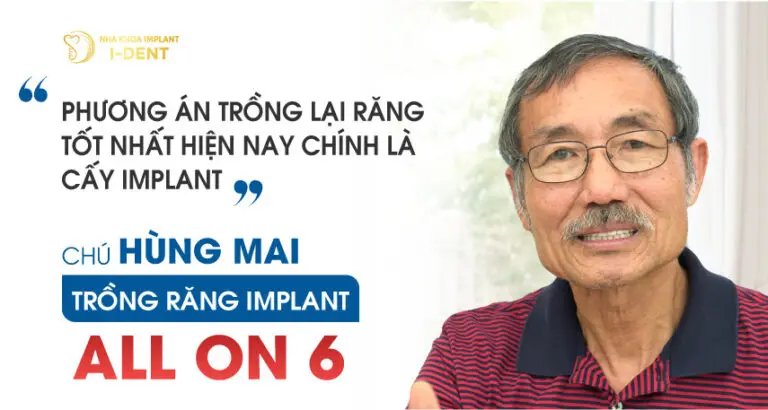 NHA KHOA IMPLANT
I-DENT
“ PHƯƠNG ÁN TRỒNG LẠI RĂNG
TỐT NHẤT HIỆN NAY CHÍNH LÀ
CẤY IMPLANT ”
CHÚ HÙNG MAI
TRỒNG RĂNG IMPLANT
ALL ON 6